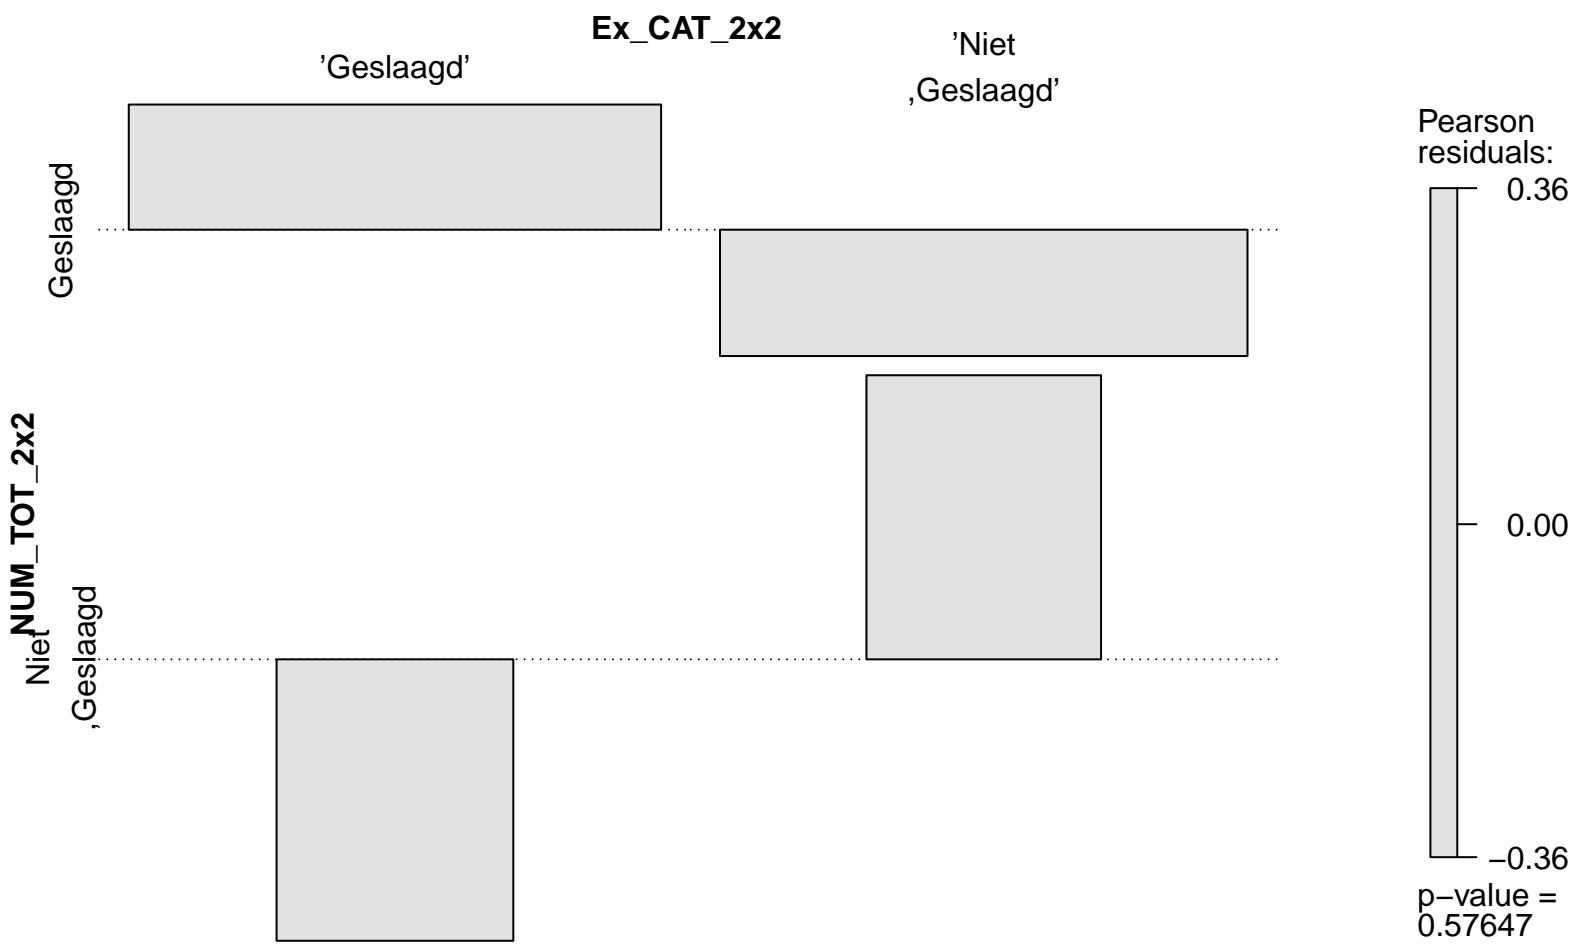 Ex_CAT_2x2
’Geslaagd’
’Niet
‚Geslaagd’
NUM_TOT_2x2
Geslaagd
Niet
‚Geslaagd
Pearson
residuals:
0.36
0.00
−0.36
p−value =
0.57647